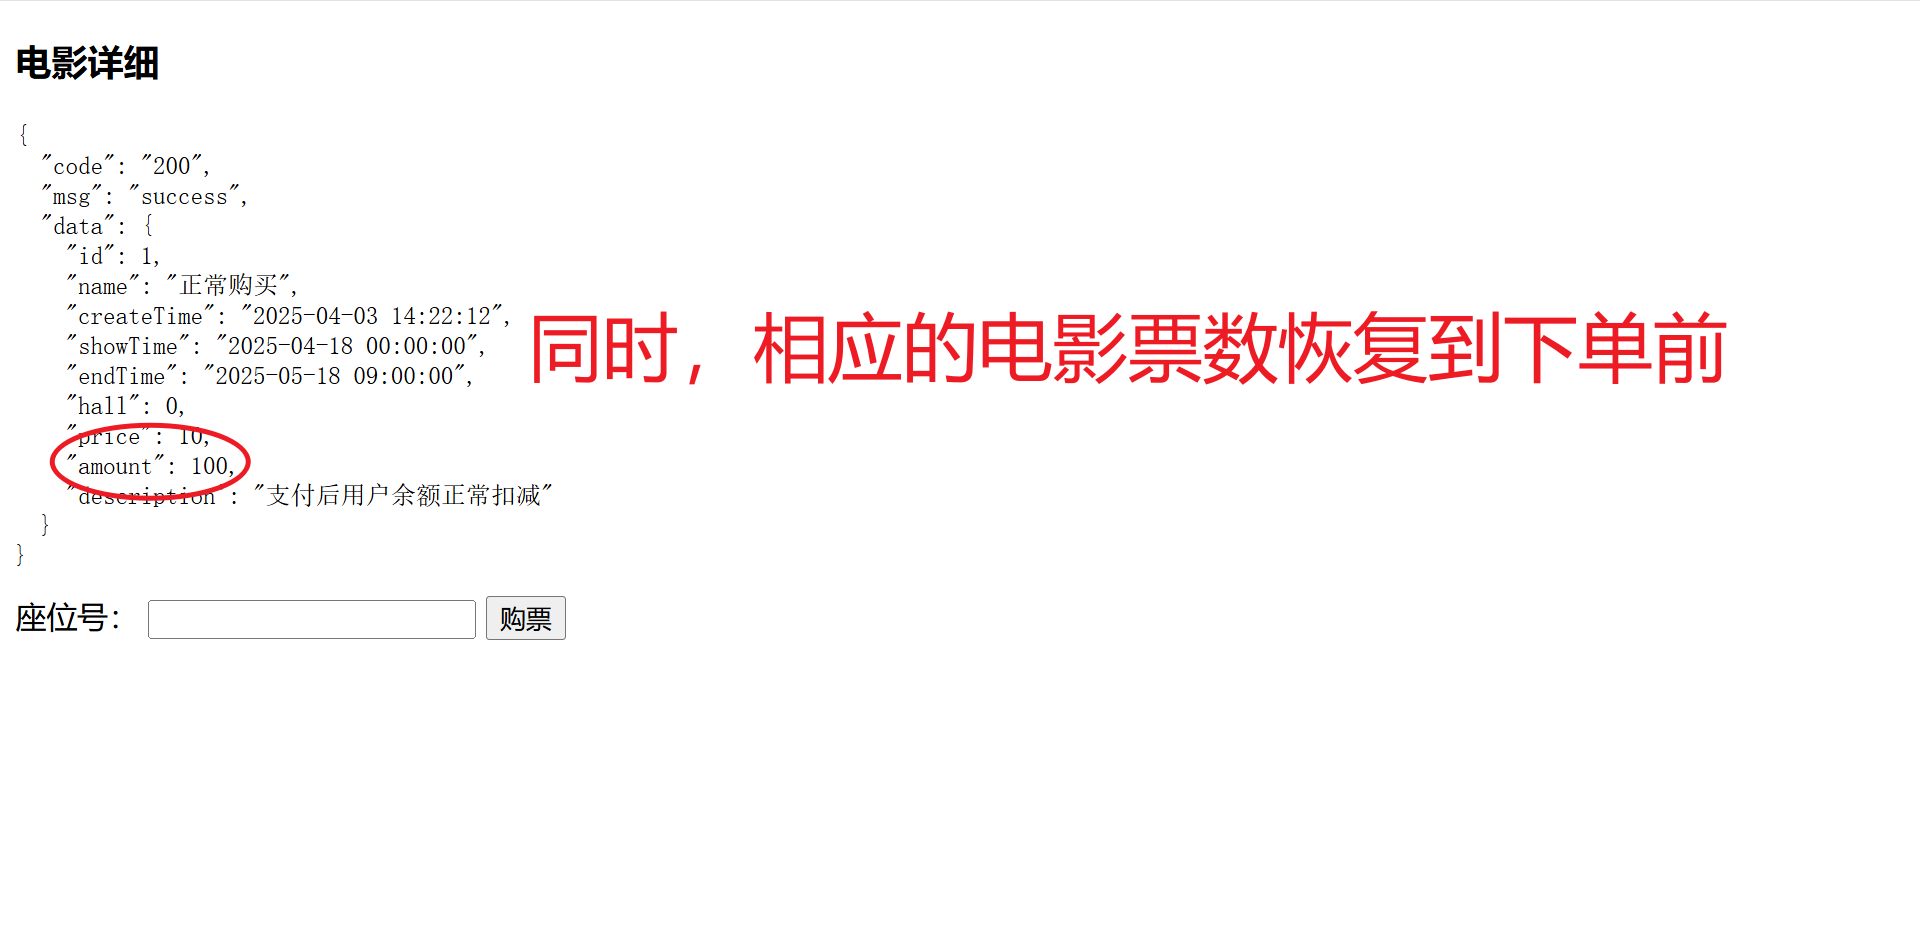 电影详细
{
"code": "200",
"msg": "success",
"data": {
"id": 1,
"name": "正常购买",
"createTime": "2025-04-03 14:22:12",
"showTime": "2025-04-18 00:00:00",
"endTime": "2025-05-18 09:00:00",
同时，相应的电影票数恢复到下单前
"hall": 0,
"price": 10,
"amount": 100,
"description": "支付后用户余额正常扣减"
}
}
座位号： 购票